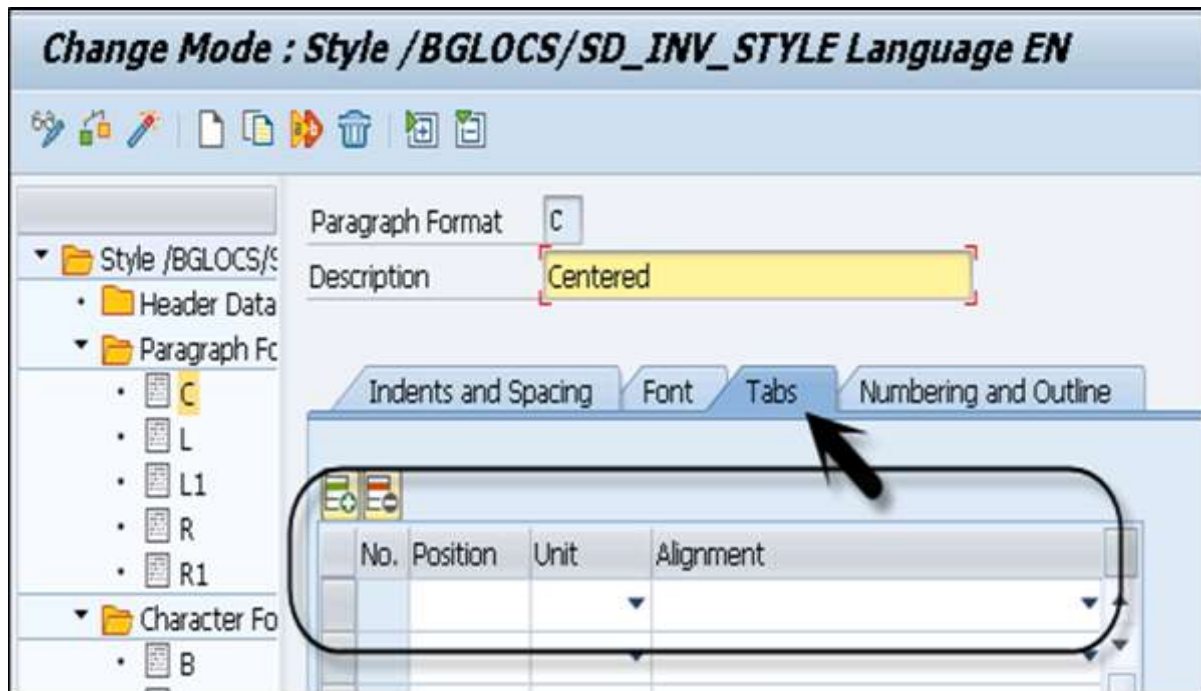 Change Mode : Style /BGLOCS/SD_INV_STYLE Language EN
Paragraph Format C
Description Centered
Style /BGLOCS/S
Header Data
Paragraph Fo
C
L
L1
R
R1
Character Fo
B
Indents and Spacing Font Tabs Numbering and Outline
No. Position Unit Alignment